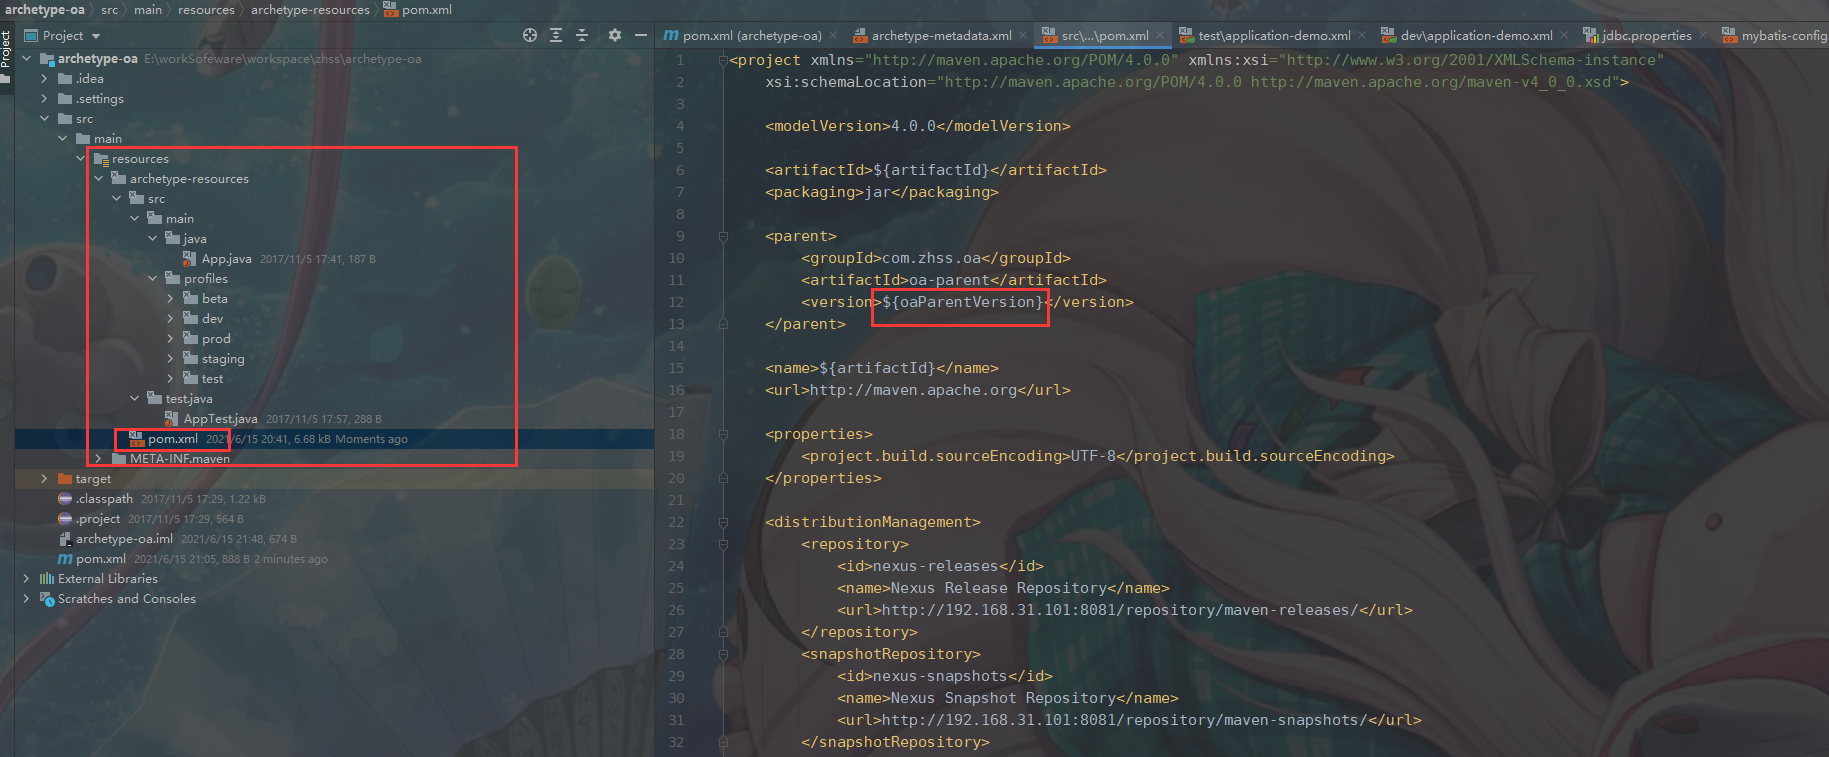 archetype-oa src main resources archetype-resources pom.xml
Project
Project
archetype-oa E:\workSofeware\workspace\zhss\archetype-oa
.idea
.settings
src
main
resources
archetype-resources
src
main
java
App.java 2017/11/5 17:41, 187 B
profiles
beta
dev
prod
staging
test
test.java
AppTest.java 2017/11/5 17:57, 288 B
pom.xml 2021/6/15 20:41, 6.68 kB Moments ago
META-INF.maven
target
.classpath 2017/11/5 17:29, 1.22 kB
.project 2017/11/5 17:29, 564 B
archetype-oa.iml 2021/6/15 21:48, 674 B
pom.xml 2021/6/15 21:05, 888 B 2 minutes ago
External Libraries
Scratches and Consoles
pom.xml (archetype-oa) archetype-metadata.xml src\...\pom.xml test\application-demo.xml dev\application-demo.xml jdbc.properties mybatis-config.
1 <project xmlns="http://maven.apache.org/POM/4.0.0" xmlns:xsi="http://www.w3.org/2001/XMLSchema-instance"
2 xsi:schemaLocation="http://maven.apache.org/POM/4.0.0 http://maven.apache.org/maven-v4_0_0.xsd">
3
4 <modelVersion>4.0.0</modelVersion>
5
6 <artifactId>${artifactId}</artifactId>
7 <packaging>jar</packaging>
8
9 <parent>
10 <groupId>com.zhss.oa</groupId>
11 <artifactId>oa-parent</artifactId>
12 <version>${oaParentVersion}</version>
13 </parent>
14
15 <name>${artifactId}</name>
16 <url>http://maven.apache.org</url>
17
18 <properties>
19 <project.build.sourceEncoding>UTF-8</project.build.sourceEncoding>
20 </properties>
21
22 <distributionManagement>
23 <repository>
24 <id>nexus-releases</id>
25 <name>Nexus Release Repository</name>
26 <url>http://192.168.31.101:8081/repository/maven-releases/</url>
27 </repository>
28 <snapshotRepository>
29 <id>nexus-snapshots</id>
30 <name>Nexus Snapshot Repository</name>
31 <url>http://192.168.31.101:8081/repository/maven-snapshots/</url>
32 </snapshotRepository>